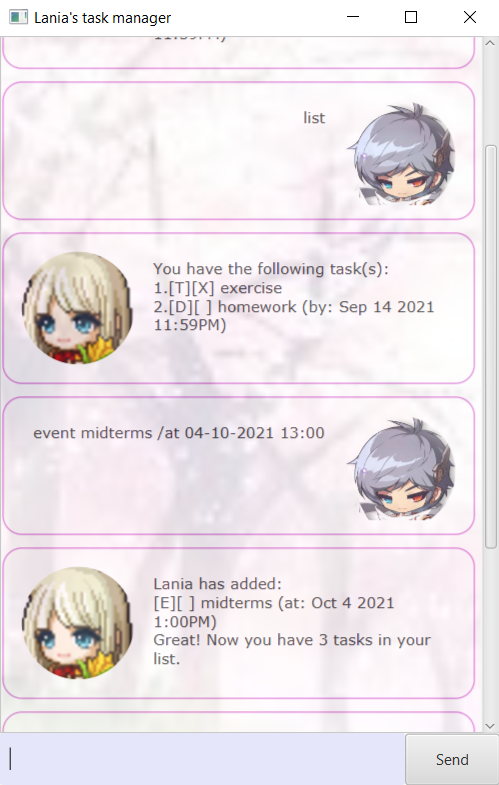 Lania's task manager
11:59PM)
list
You have the following task(s):
1.[T][X] exercise
2.[D][ ] homework (by: Sep 14 2021
11:59PM)
event midterms /at 04-10-2021 13:00
Lania has added:
[E][ ] midterms (at: Oct 4 2021
1:00PM)
Great! Now you have 3 tasks in your
list.
Send